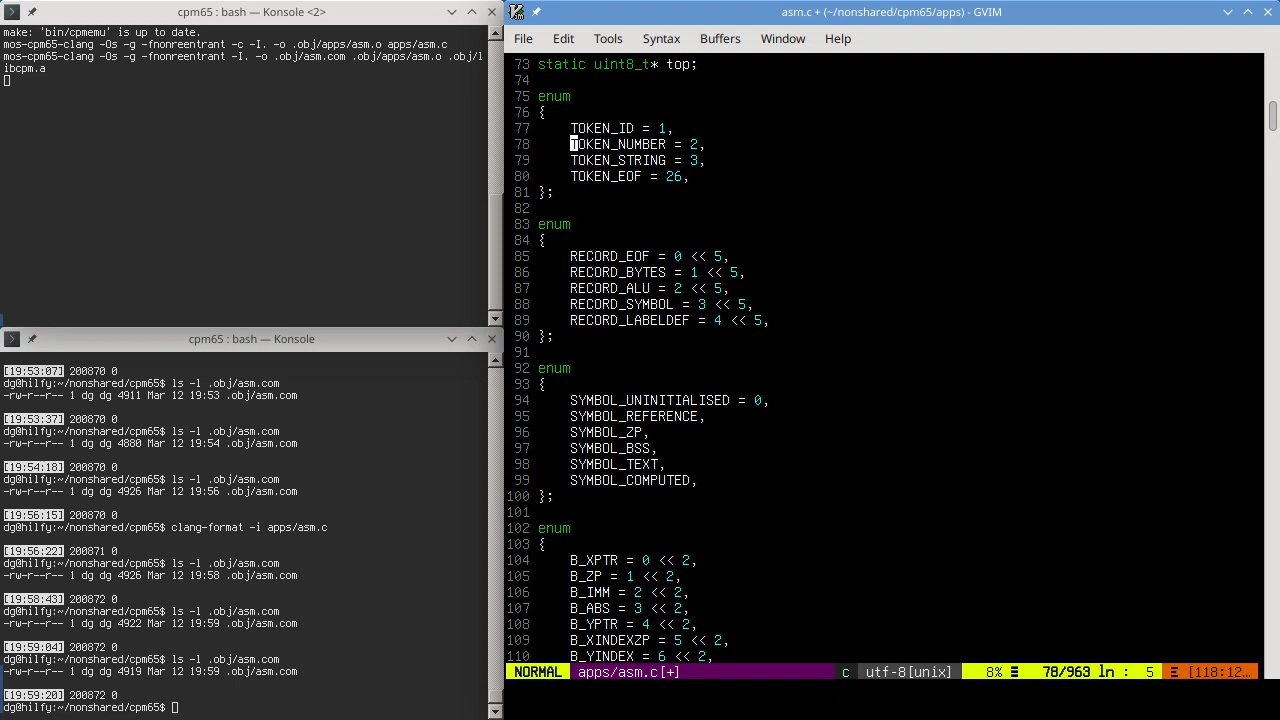 cpm65 : bash — Konsole <2>
make: 'bin/cpmemu' is up to date.
mos-cpm65-clang -Os -g -fnonreentrant -c -I. -o .obj/apps/asm.o apps/asm.c
mos-cpm65-clang -Os -g -fnonreentrant -I. -o .obj/asm.com .obj/apps/asm.o .obj/l
ibcpm.a
cpm65 : bash — Konsole
[19:53:07] 200870 0
dg@hilfy:~/nonshared/cpm65$ ls -l .obj/asm.com
-rw-r--r-- 1 dg dg 4911 Mar 12 19:53 .obj/asm.com
[19:53:37] 200870 0
dg@hilfy:~/nonshared/cpm65$ ls -l .obj/asm.com
-rw-r--r-- 1 dg dg 4880 Mar 12 19:54 .obj/asm.com
[19:54:18] 200870 0
dg@hilfy:~/nonshared/cpm65$ ls -l .obj/asm.com
-rw-r--r-- 1 dg dg 4926 Mar 12 19:56 .obj/asm.com
[19:56:15] 200870 0
dg@hilfy:~/nonshared/cpm65$ clang-format -i apps/asm.c
[19:56:22] 200871 0
dg@hilfy:~/nonshared/cpm65$ ls -l .obj/asm.com
-rw-r--r-- 1 dg dg 4926 Mar 12 19:58 .obj/asm.com
[19:58:43] 200872 0
dg@hilfy:~/nonshared/cpm65$ ls -l .obj/asm.com
-rw-r--r-- 1 dg dg 4922 Mar 12 19:59 .obj/asm.com
[19:59:04] 200872 0
dg@hilfy:~/nonshared/cpm65$ ls -l .obj/asm.com
-rw-r--r-- 1 dg dg 4919 Mar 12 19:59 .obj/asm.com
[19:59:20] 200872 0
dg@hilfy:~/nonshared/cpm65$
asm.c + (~/nonshared/cpm65/apps) - GVIM
File Edit Tools Syntax Buffers Window Help
73 static uint8_t* top;
74
75 enum
76 {
77 TOKEN_ID = 1,
78 TOKEN_NUMBER = 2,
79 TOKEN_STRING = 3,
80 TOKEN_EOF = 26,
81 };
82
83 enum
84 {
85 RECORD_EOF = 0 << 5,
86 RECORD_BYTES = 1 << 5,
87 RECORD_ALU = 2 << 5,
88 RECORD_SYMBOL = 3 << 5,
89 RECORD_LABELDEF = 4 << 5,
90 };
91
92 enum
93 {
94 SYMBOL_UNINITIALISED = 0,
95 SYMBOL_REFERENCE,
96 SYMBOL_ZP,
97 SYMBOL_BSS,
98 SYMBOL_TEXT,
99 SYMBOL_COMPUTED,
100 };
101
102 enum
103 {
104 B_XPTR = 0 << 2,
105 B_ZP = 1 << 2,
106 B_IMM = 2 << 2,
107 B_ABS = 3 << 2,
108 B_YPTR = 4 << 2,
109 B_XINDEXZP = 5 << 2,
110 B_YINDEX = 6 << 2,
NORMAL apps/asm.c[+] c utf-8[unix] 8% ☰ 78/963 ln : 5 Ξ [118:12…